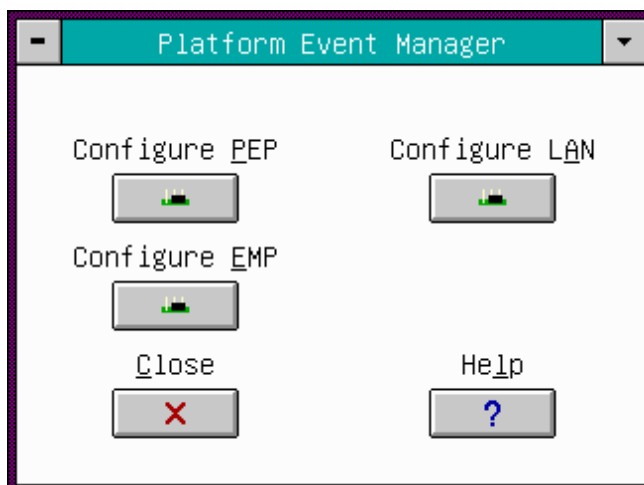 Platform Event Manager
Configure PEP Configure LAN
Configure EMP
Close Help
?